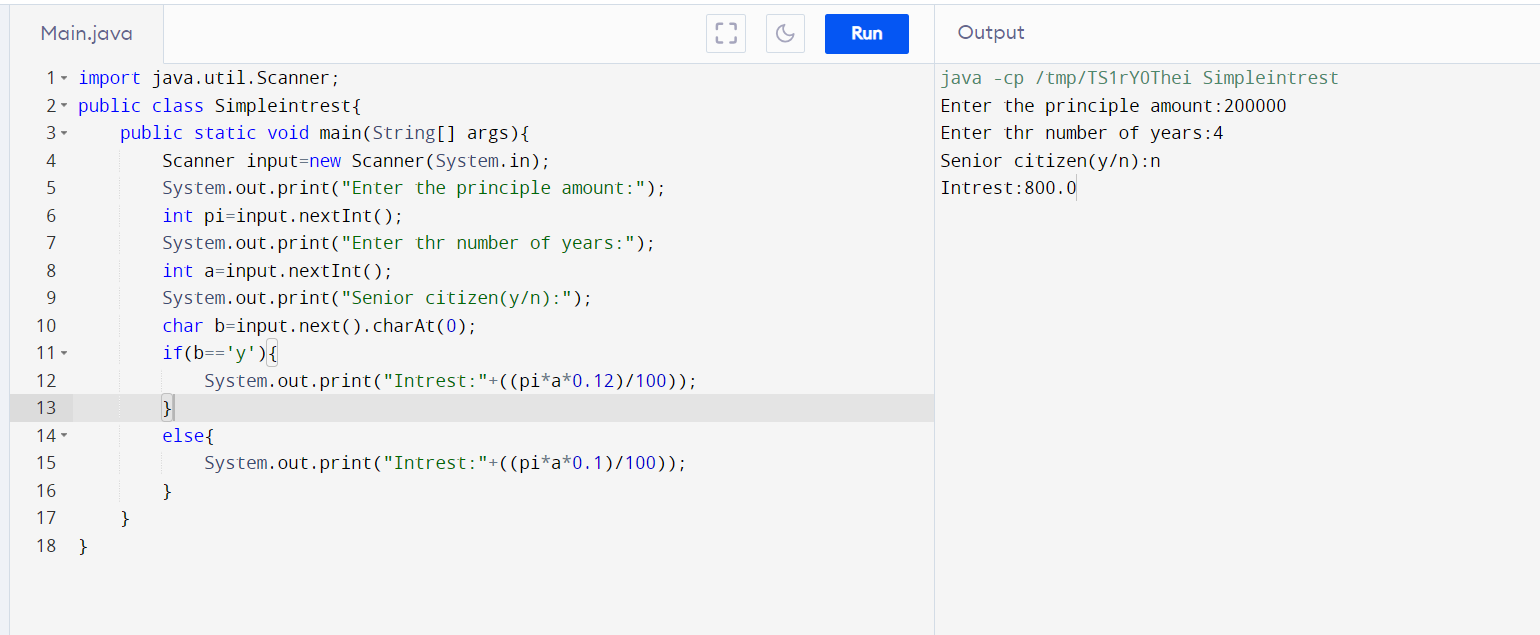 Main.java
Run
Output
1 import java.util.Scanner;
2 public class Simpleintrest{
3     public static void main(String[] args){
4         Scanner input=new Scanner(System.in);
5         System.out.print("Enter the principle amount:");
6         int pi=input.nextInt();
7         System.out.print("Enter thr number of years:");
8         int a=input.nextInt();
9         System.out.print("Senior citizen(y/n):");
10         char b=input.next().charAt(0);
11         if(b=='y'){
12             System.out.print("Intrest:"+((pi*a*0.12)/100));
13         }
14         else{
15             System.out.print("Intrest:"+((pi*a*0.1)/100));
16         }
17     }
18 }
java -cp /tmp/TS1rYOThei Simpleintrest
Enter the principle amount:200000
Enter thr number of years:4
Senior citizen(y/n):n
Intrest:800.0